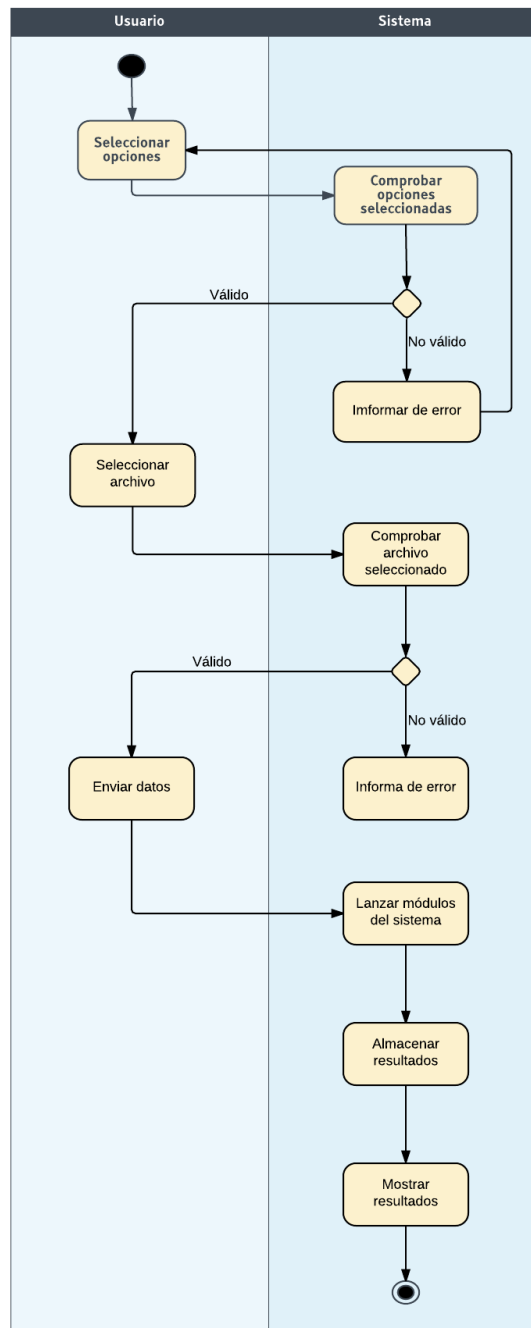 Usuario
Sistema
Seleccionar
opciones
Comprobar
opciones
seleccionadas
Válido
No válido
Imformar de error
Seleccionar
archivo
Comprobar
archivo
seleccionado
Válido
No válido
Enviar datos
Informa de error
Lanzar módulos
del sistema
Almacenar
resultados
Mostrar
resultados